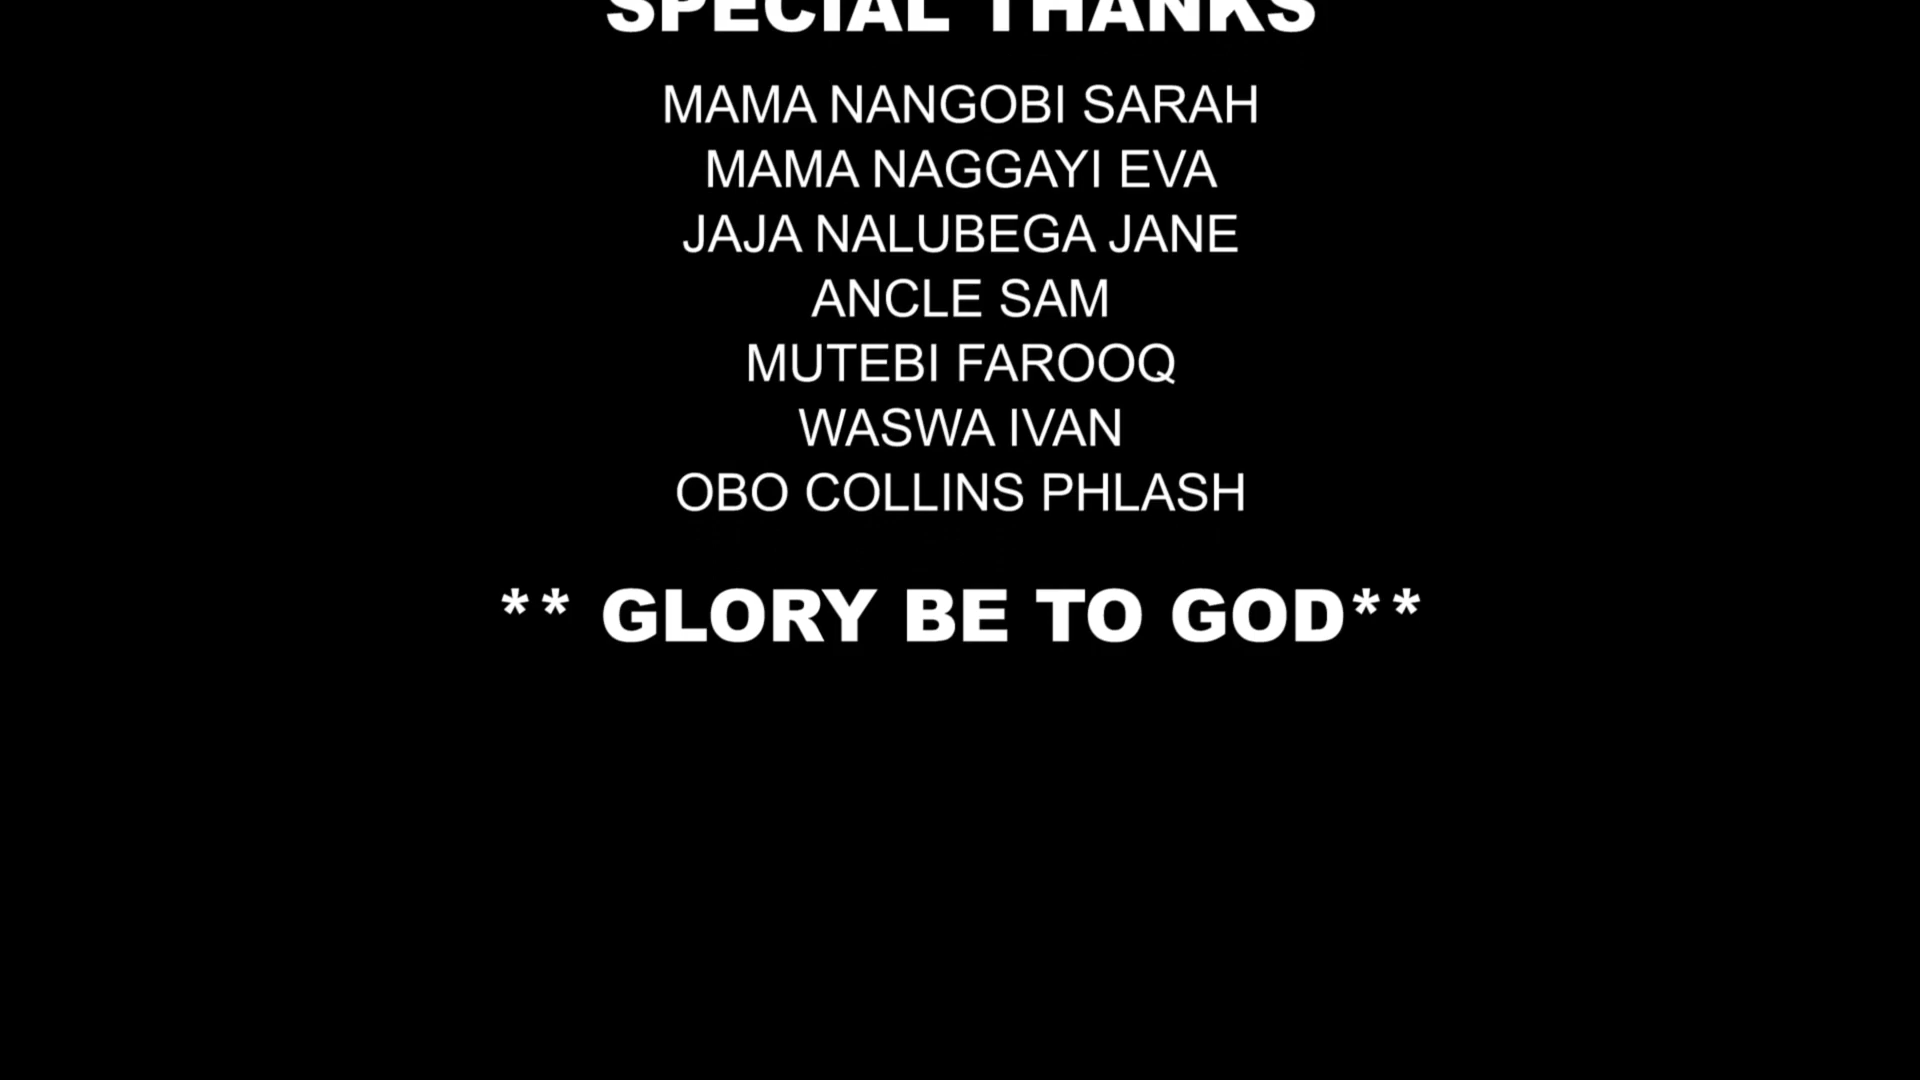 SPECIAL THANKS
MAMA NANGOBI SARAH
MAMA NAGGAYI EVA
JAJA NALUBEGA JANE
ANCLE SAM
MUTEBI FAROOQ
WASWA IVAN
OBO COLLINS PHLASH
** GLORY BE TO GOD**